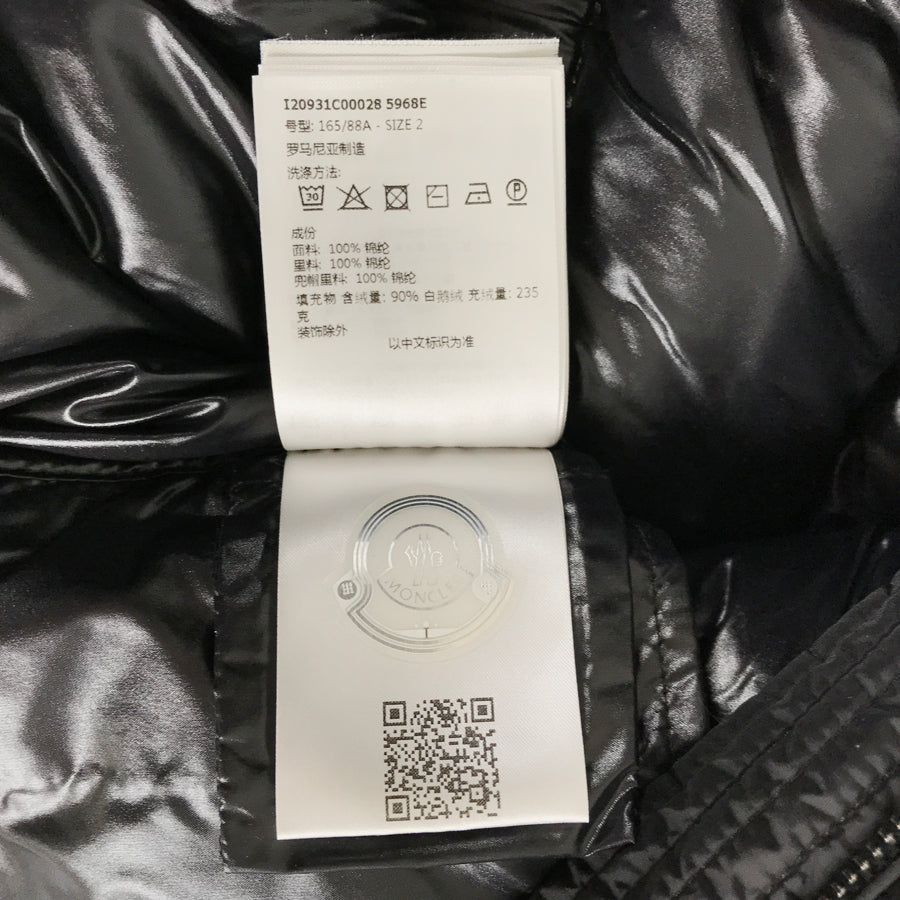 I20931C00028 5968E
号型: 165/88A - SIZE 2
罗马尼亚制造
洗涤方法:
30
P
成份
面料: 100% 锦纶
里料: 100% 锦纶
兜帽里料: 100% 锦纶
填充物 含绒量: 90% 白鹅绒 充绒量: 235
克
装饰除外
以中文标识为准
MONCLER